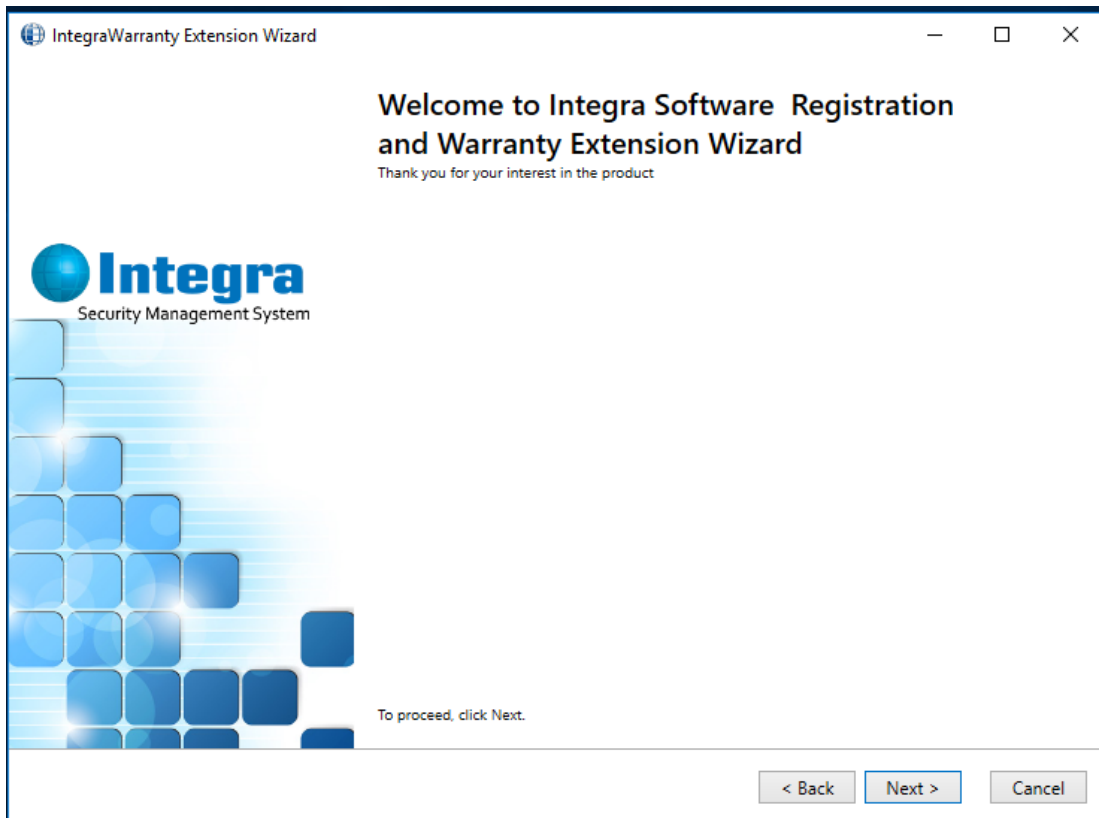 IntegraWarranty Extension Wizard
Welcome to Integra Software  Registration
and Warranty Extension Wizard
Thank you for your interest in the product
Integra
Security Management System
To proceed, click Next.
< Back
Next >
Cancel